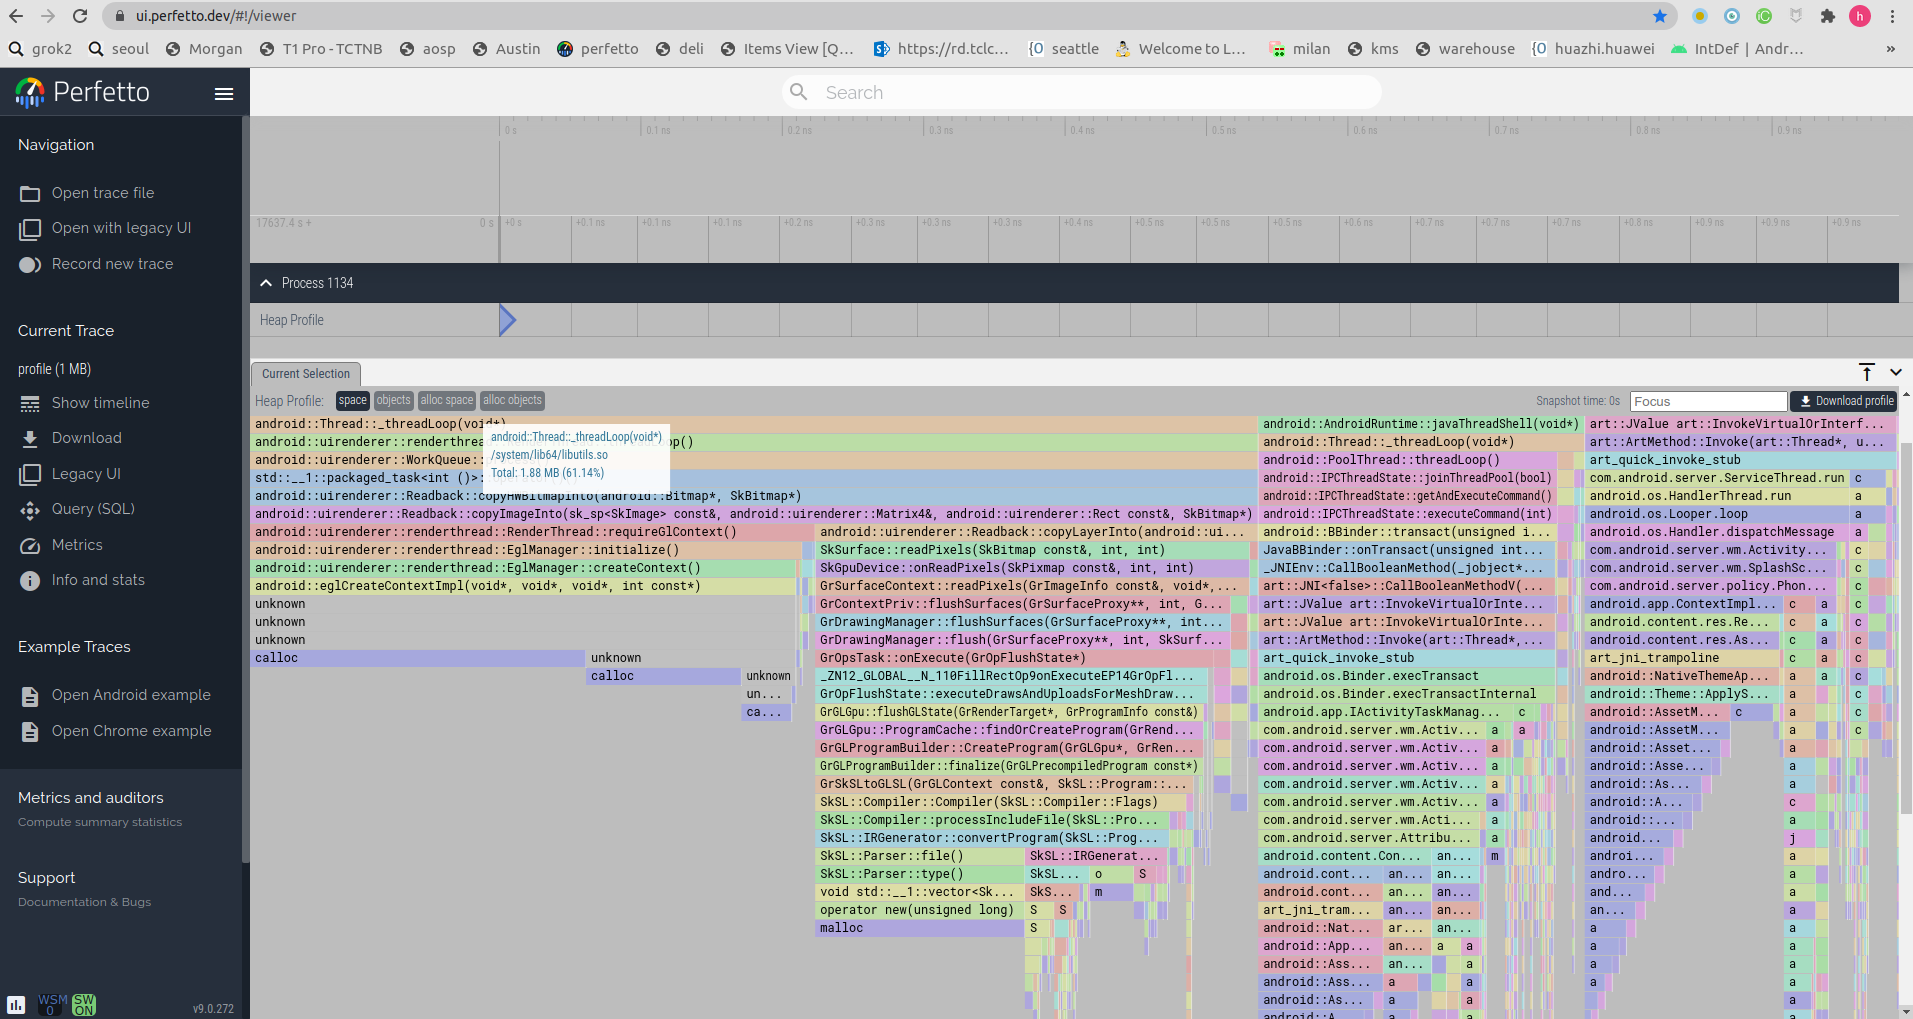 ui.perfetto.dev/#!/viewer
h
grok2 seoul Morgan T1 Pro - TCTNB aosp Austin perfetto deli Items View [Q... https://rd.tclc... seattle Welcome to L... milan kms warehouse huazhi.huawei IntDef | Andr... »
Perfetto
Search
Navigation
Open trace file
Open with legacy UI
Record new trace
Current Trace
profile (1 MB)
Show timeline
Download
Legacy UI
Query (SQL)
Metrics
Info and stats
Example Traces
Open Android example
Open Chrome example
Metrics and auditors
Compute summary statistics
Support
Documentation & Bugs
WSM 0
SW ON
v9.0.272
0 s 0.1 ns 0.2 ns 0.3 ns 0.4 ns 0.5 ns 0.6 ns 0.7 ns 0.8 ns 0.9 ns
17637.4 s + 0 s +0 s +0.1 ns +0.1 ns +0.1 ns +0.2 ns +0.3 ns +0.3 ns +0.4 ns +0.5 ns +0.5 ns +0.5 ns +0.6 ns +0.7 ns +0.7 ns +0.8 ns +0.9 ns +0.9 ns +0.9 ns
Process 1134
Heap Profile
Current Selection
Heap Profile: space objects alloc space alloc objects Snapshot time: 0s Focus Download profile
android::Thread::_threadLoop(void*) android::AndroidRuntime::javaThreadShell(void*) art::JValue art::InvokeVirtualOrInterf...
android::uirenderer::renderthrea op() android::Thread::_threadLoop(void*) art::ArtMethod::Invoke(art::Thread*, u...
android::uirenderer::WorkQueue:: android::PoolThread::threadLoop() art_quick_invoke_stub
std::__1::packaged_task<int ()>: android::IPCThreadState::joinThreadPool(bool) com.android.server.ServiceThread.run c
android::uirenderer::Readback::copyHWBitmapInto(android::Bitmap*, SkBitmap*) android::IPCThreadState::getAndExecuteCommand() android.os.HandlerThread.run a
android::uirenderer::Readback::copyImageInto(sk_sp<SkImage> const&, android::uirenderer::Matrix4&, android::uirenderer::Rect const&, SkBitmap*) android::IPCThreadState::executeCommand(int) android.os.Looper.loop a
android::uirenderer::renderthread::RenderThread::requireGlContext() android::uirenderer::Readback::copyLayerInto(android::ui... android::BBinder::transact(unsigned i... android.os.Handler.dispatchMessage a
android::uirenderer::renderthread::EglManager::initialize() SkSurface::readPixels(SkBitmap const&, int, int) JavaBBinder::onTransact(unsigned int... com.android.server.wm.Activity... c
android::uirenderer::renderthread::EglManager::createContext() SkGpuDevice::onReadPixels(SkPixmap const&, int, int) _JNIEnv::CallBooleanMethod(_jobject*... com.android.server.wm.SplashSc... c
android::eglCreateContextImpl(void*, void*, void*, int const*) GrSurfaceContext::readPixels(GrImageInfo const&, void*,... art::JNI<false>::CallBooleanMethodV(... com.android.server.policy.Phon... c
unknown GrContextPriv::flushSurfaces(GrSurfaceProxy**, int, G... art::JValue art::InvokeVirtualOrInte... android.app.ContextImpl... c a c
unknown GrDrawingManager::flushSurfaces(GrSurfaceProxy**, int... art::JValue art::InvokeVirtualOrInte... android.content.res.Re... c a c
unknown GrDrawingManager::flush(GrSurfaceProxy**, int, SkSurf... art::ArtMethod::Invoke(art::Thread*,... android.content.res.As... c a c
calloc unknown GrOpsTask::onExecute(GrOpFlushState*) art_quick_invoke_stub art_jni_trampoline c a c
calloc unknown _ZN12_GLOBAL__N_110FillRectOp9onExecuteEP14GrOpFl... android.os.Binder.execTransact android::NativeThemeAp... c a c
un... GrOpFlushState::executeDrawsAndUploadsForMeshDraw... android.os.Binder.execTransactInternal android::Theme::ApplyS... a c
ca... GrGLGpu::flushGLState(GrRenderTarget*, GrProgramInfo const&) android.app.IActivityTaskManag... c android::AssetM... c a c
GrGLGpu::ProgramCache::findOrCreateProgram(GrRend... com.android.server.wm.Activ... a a android::AssetM... a c
GrGLProgramBuilder::CreateProgram(GrGLGpu*, GrRen... com.android.server.wm.Activ... a android::Asset... a
GrGLProgramBuilder::finalize(GrGLPrecompiledProgram const*) com.android.server.wm.Activ... a android::Asse... a
GrSkSLtoGLSL(GrGLContext const&, SkSL::Program::... com.android.server.wm.Activ... a android::As... a
SkSL::Compiler::Compiler(SkSL::Compiler::Flags) com.android.server.wm.Activ... a android::A... c
SkSL::Compiler::processIncludeFile(SkSL::Pro... com.android.server.wm.Acti... a android::... a
SkSL::IRGenerator::convertProgram(SkSL::Prog... com.android.server.Attribu... a android... j
SkSL::Parser::file() SkSL::IRGenerat... android.content.Con... an... m androi... a
SkSL::Parser::type() SkSL... o S android.cont... an... an... andro... a
void std::__1::vector<Sk... SkS... m android.cont... an... an... and... a
operator new(unsigned long) S S art_jni_tram... an... an... an... a
malloc S android::Nat... ar... an... a a
android::App... an... a a a a
android::Ass... an... a a a
android::Ass... a a a a
android::As... a a a
android::A a a a
android::Thread::_threadLoop(void*)
/system/lib64/libutils.so
Total: 1.88 MB (61.14%)